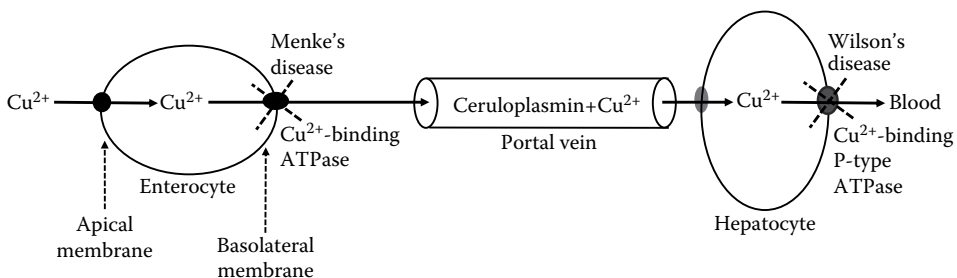 Menke's
disease
Wilson's
disease
Cu²⁺
Cu²⁺
Ceruloplasmin+Cu²⁺
Cu²⁺
Blood
Cu²⁺-binding
ATPase
Portal vein
Cu²⁺-binding
P-type
ATPase
Enterocyte
Hepatocyte
Apical
membrane
Basolateral
membrane